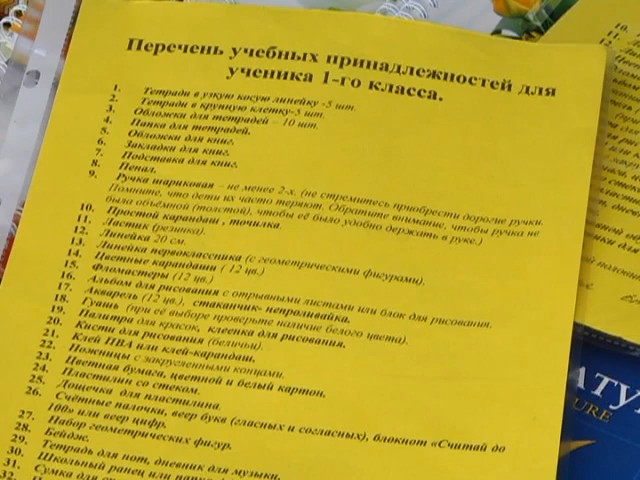 Перечень учебных принадлежностей для
ученика 1-го класса.
1. Тетради в узкую косую линейку -5 шт.
2. Тетради в крупную клетку-5 шт.
3. Обложки для тетрадей – 10 шт.
4. Папка для тетрадей.
5. Обложки для книг.
6. Закладки для книг.
7. Подставка для книг.
8. Пенал.
9. Ручка шариковая – не менее 2-х. (не стремитесь приобрести дорогие ручки.
Помните, что дети их часто теряют. Обратите внимание, чтобы ручка не
была объёмной (толстой), чтобы её было удобно держать в руке.)
10. Простой карандаш , точилка.
11. Ластик (резинка).
12. Линейка 20 см.
13. Линейка первоклассника (с геометрическими фигурами).
14. Цветные карандаши ( 12 цв.)
15. Фломастеры (12 цв.)
16. Альбом для рисования с отрывными листами или блок для рисования.
17. Акварель (12 цв.), стаканчик- непроливайка.
18. Гуашь (при её выборе проверьте наличие белого цвета).
19. Палитра для красок, клеенка для рисования.
20. Кисти для рисования (беличьи).
21. Клей ПВА или клей-карандаш.
22. Ножницы с закругленными концами.
23. Цветная бумага, цветной и белый картон.
24. Пластилин со стеком.
25. Дощечка для пластилина.
26. Счётные палочки, веер букв (гласных и согласных), блокнот «Считай до
100» или веер цифр.
27. Набор геометрических фигур.
28. Бейдж.
29. Тетрадь для нот, дневник для музыки.
30. Школьный ранец или
31. Сумка для
32.
АТУ
URE